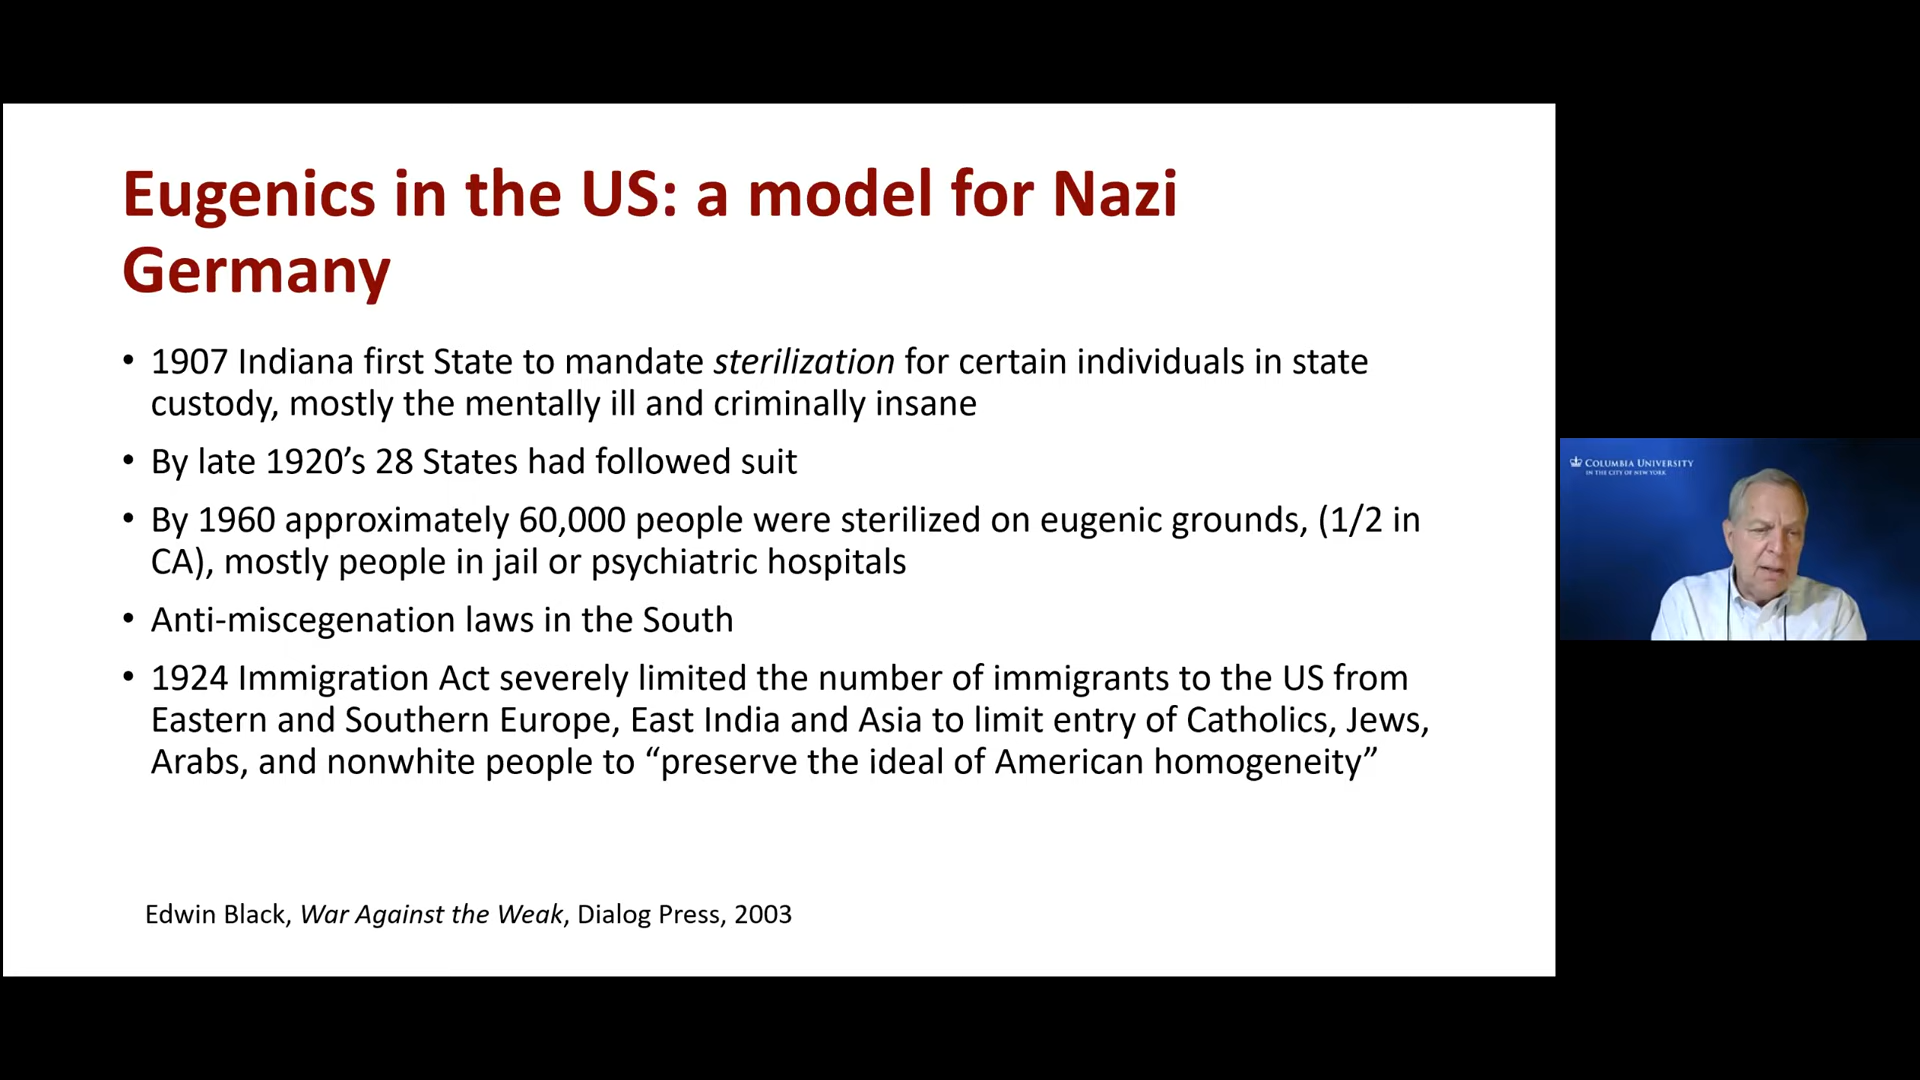 Eugenics in the US: a model for Nazi
Germany
• 1907 Indiana first State to mandate sterilization for certain individuals in state
custody, mostly the mentally ill and criminally insane
• By late 1920’s 28 States had followed suit
• By 1960 approximately 60,000 people were sterilized on eugenic grounds, (1/2 in
CA), mostly people in jail or psychiatric hospitals
• Anti-miscegenation laws in the South
• 1924 Immigration Act severely limited the number of immigrants to the US from
Eastern and Southern Europe, East India and Asia to limit entry of Catholics, Jews,
Arabs, and nonwhite people to “preserve the ideal of American homogeneity”
Edwin Black, War Against the Weak, Dialog Press, 2003
COLUMBIA UNIVERSITY
IN THE CITY OF NEW YORK